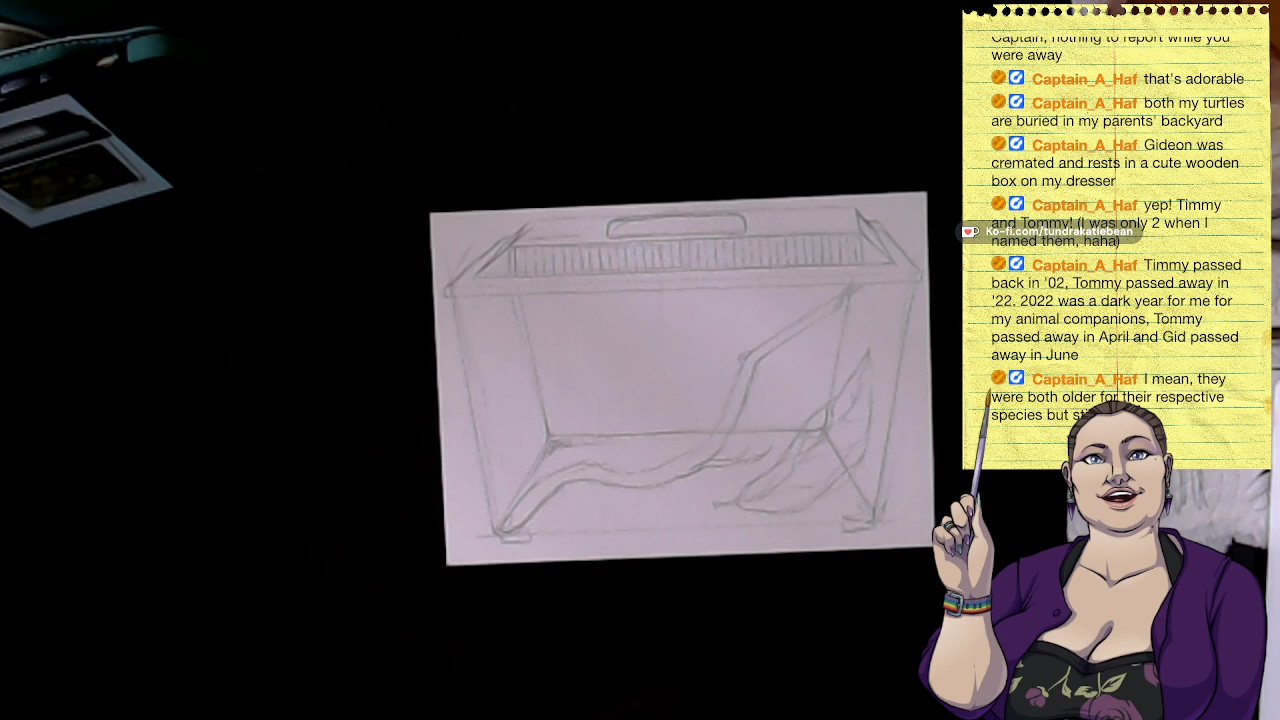 Captain, nothing to report while you
were away
Captain_A_Haf that's adorable
Captain_A_Haf both my turtles
are buried in my parents' backyard
Captain_A_Haf Gideon was
cremated and rests in a cute wooden
box on my dresser
Captain_A_Haf yep! Timmy
and Tommy! (I was only 2 when I
Ko-fi.com/tundrakatiebean
named them, haha)
Captain_A_Haf Timmy passed
back in '02, Tommy passed away in
'22. 2022 was a dark year for me for
my animal companions, Tommy
passed away in April and Gid passed
away in June
Captain_A_Haf I mean, they
were both older for their respective
species but